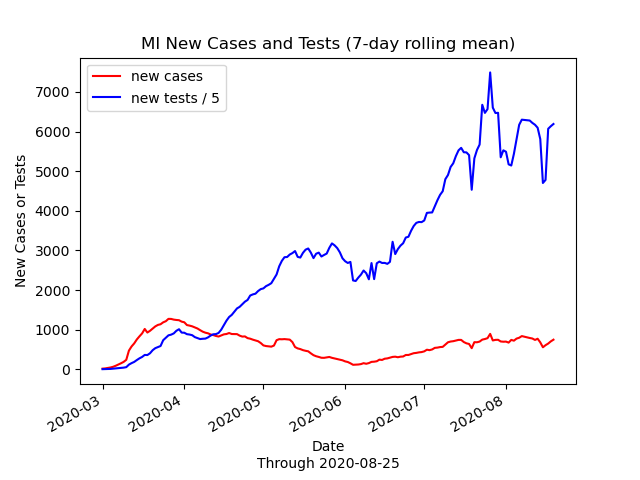 MI New Cases and Tests (7-day rolling mean)
new cases
new tests / 5
New Cases or Tests
7000
6000
5000
4000
3000
2000
1000
0
2020-03
2020-04
2020-05
2020-06
2020-07
2020-08
Date
Through 2020-08-25